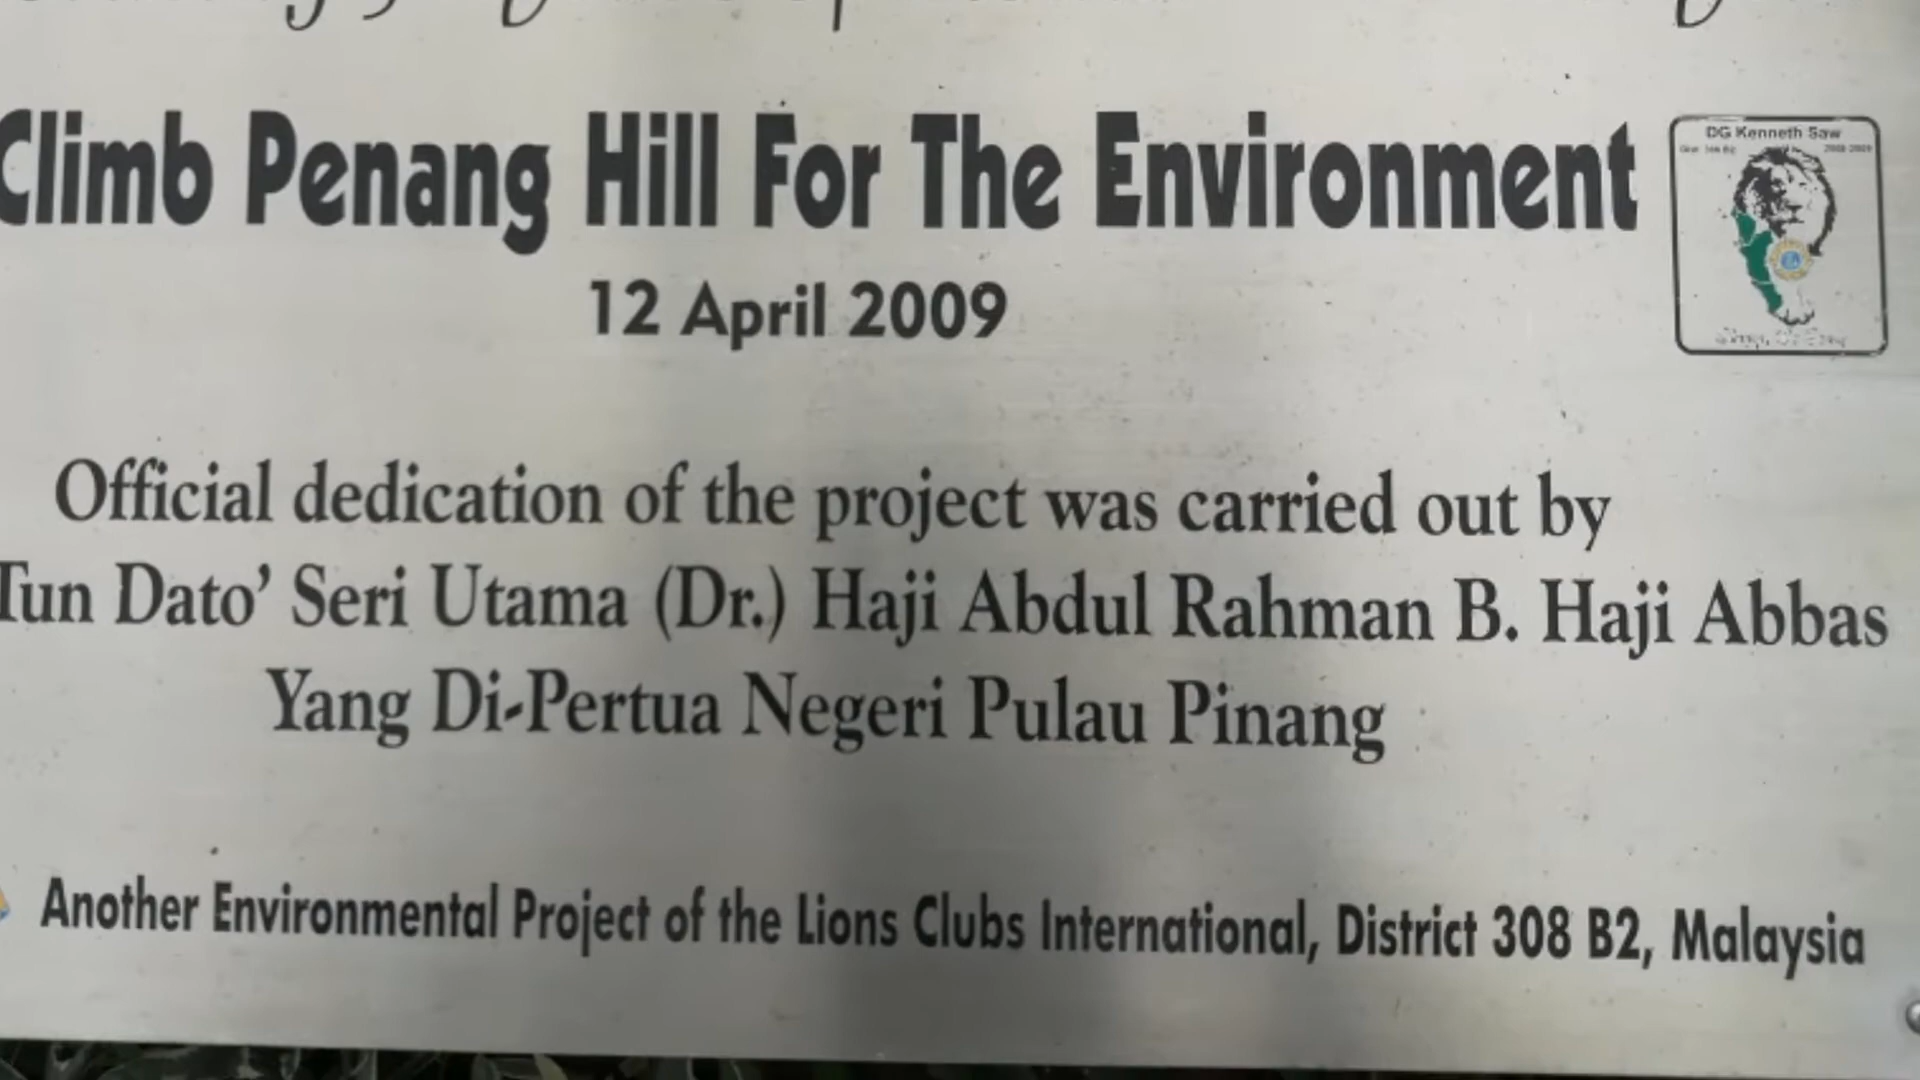 Climb Penang Hill For The Environment
DG Kenneth Saw
12 April 2009
Official dedication of the project was carried out by
Tun Dato' Seri Utama (Dr.) Haji Abdul Rahman B. Haji Abbas
Yang Di-Pertua Negeri Pulau Pinang
Another Environmental Project of the Lions Clubs International, District 308 B2, Malaysia